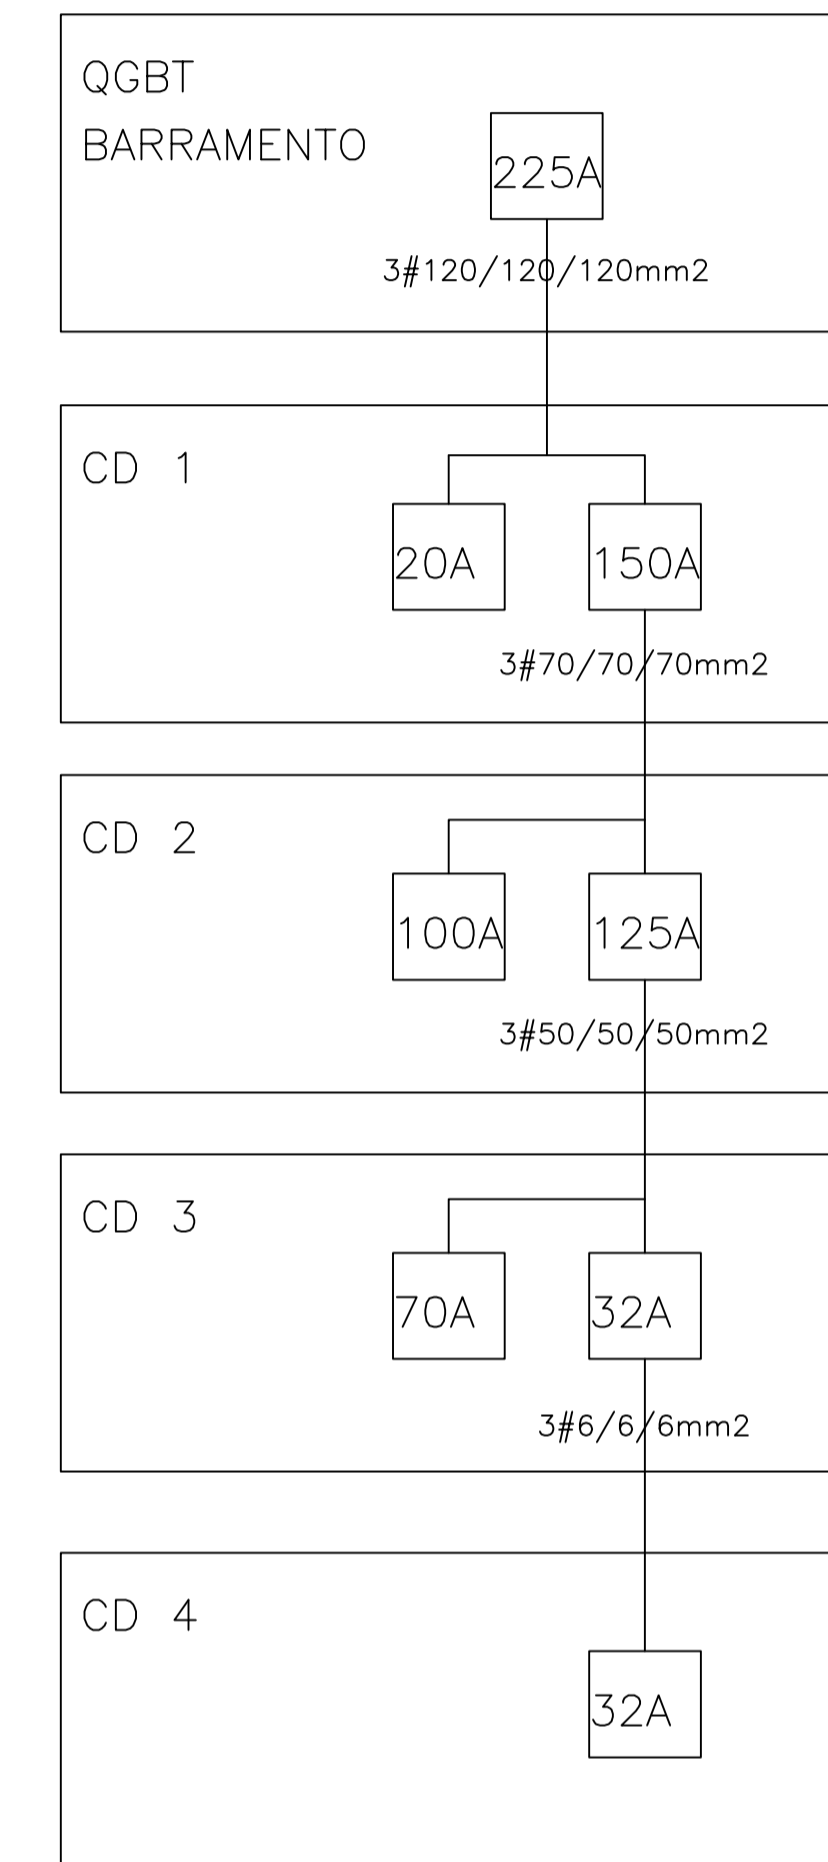 QGBT
BARRAMENTO
225A
3#120/120/120mm2
CD 1
20A
150A
3#70/70/70mm2
CD 2
100A
125A
3#50/50/50mm2
CD 3
70A
32A
3#6/6/6mm2
CD 4
32A